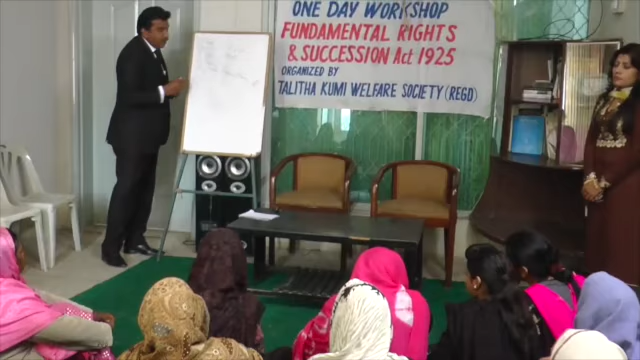 ONE DAY WORKSHOP
FUNDAMENTAL RIGHTS
& SUCCESSION Act 1925
ORGANIZED BY
TALITHA KUMI WELFARE SOCIETY (REGD)